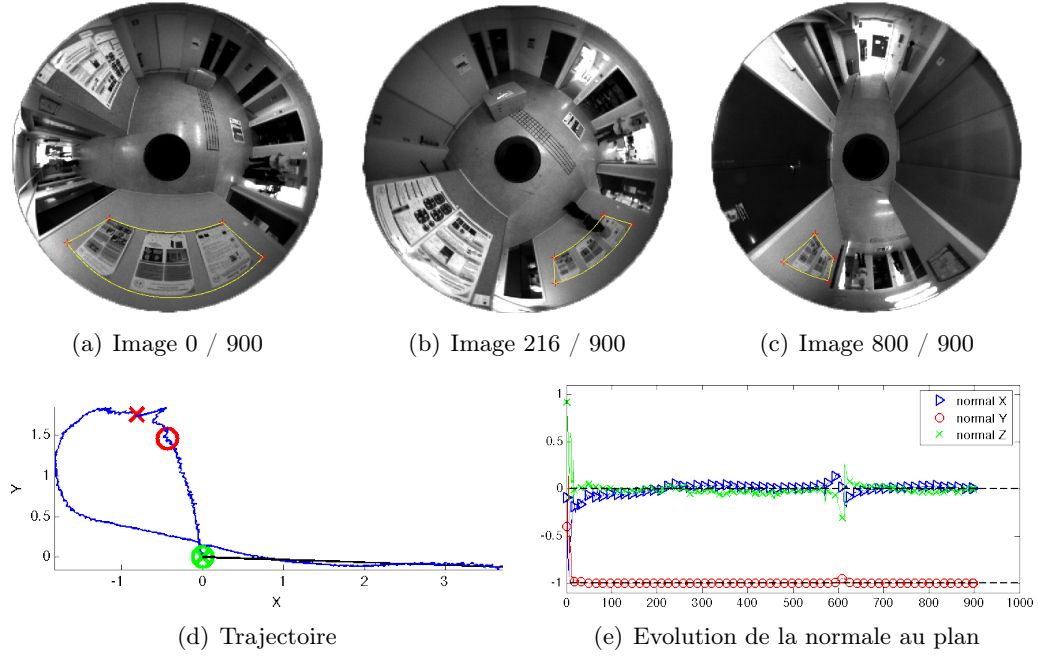 (a) Image 0 / 900
(b) Image 216 / 900
(c) Image 800 / 900
1.5
1
0.5
0
Y
-1
0
1
2
3
X
(d) Trajectoire
1
0.5
0
-0.5
-1
0
100
200
300
400
500
600
700
800
900
1000
normal X
normal Y
normal Z
(e) Evolution de la normale au plan